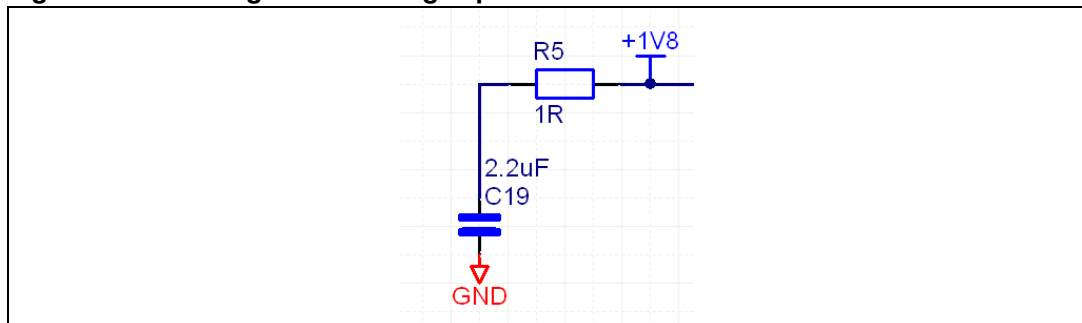 +1V8
R5
1R
2.2uF
C19
GND